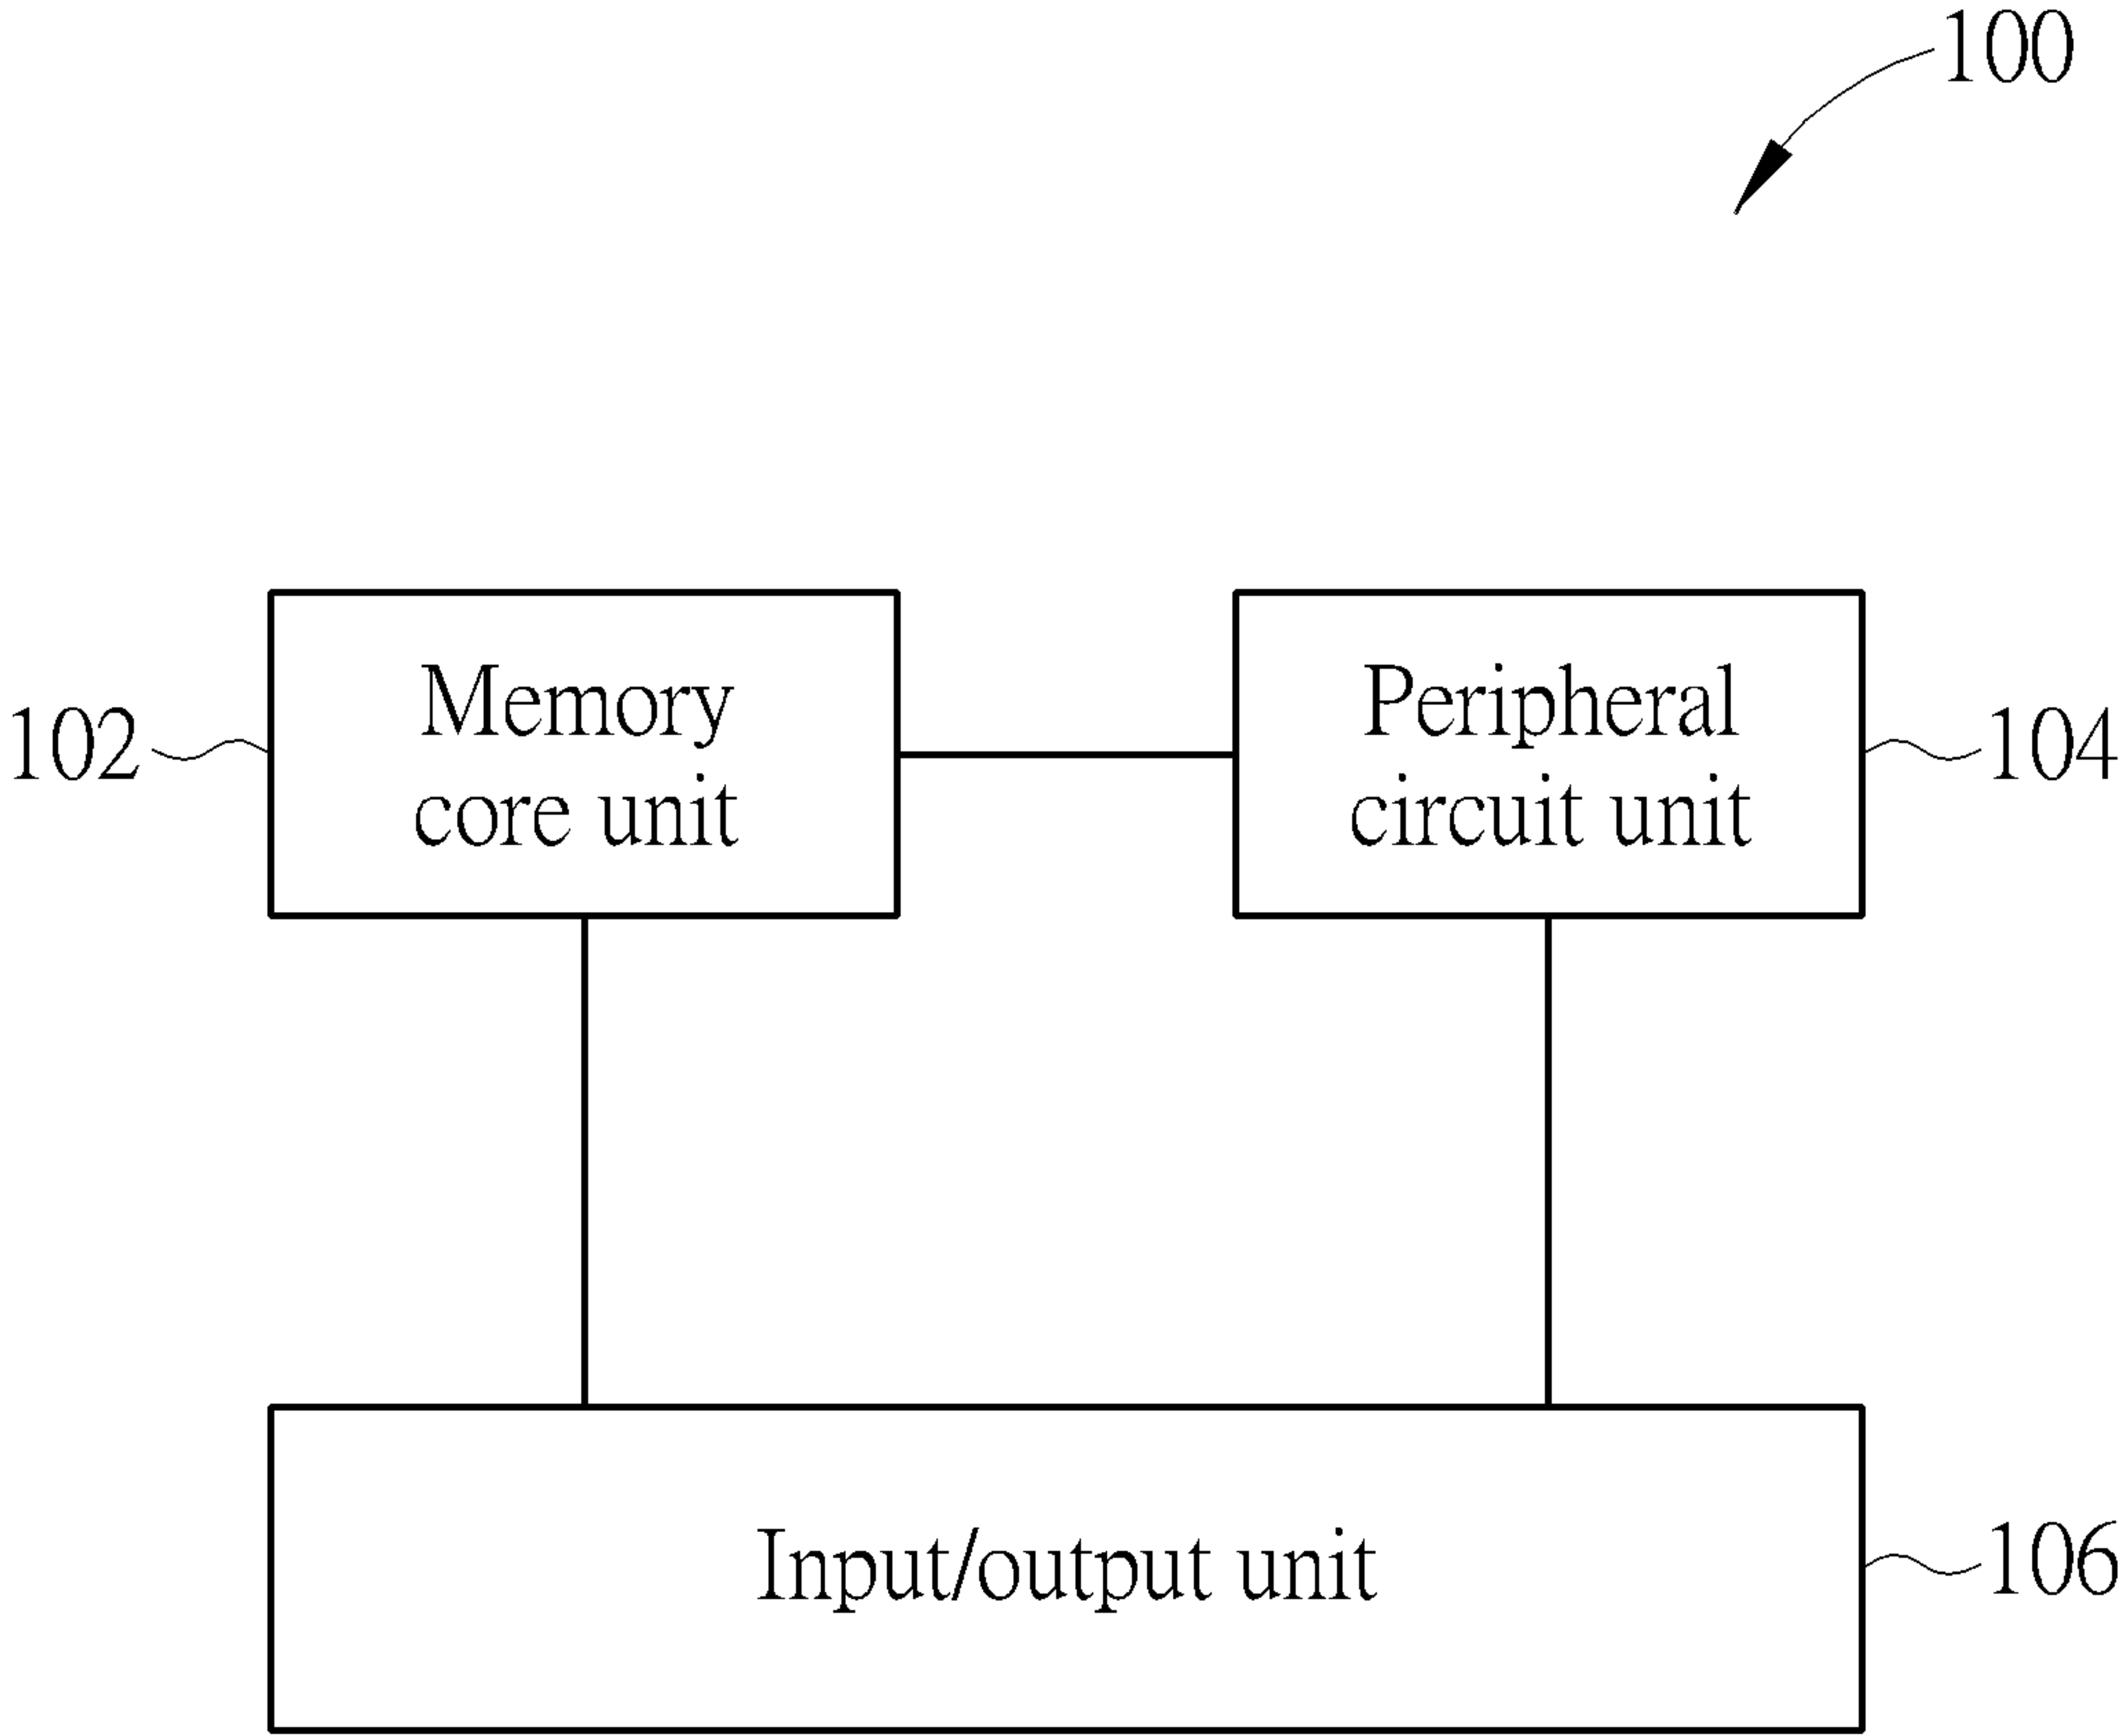 100
Memory
core unit
102
Peripheral
circuit unit
104
Input/output unit
106